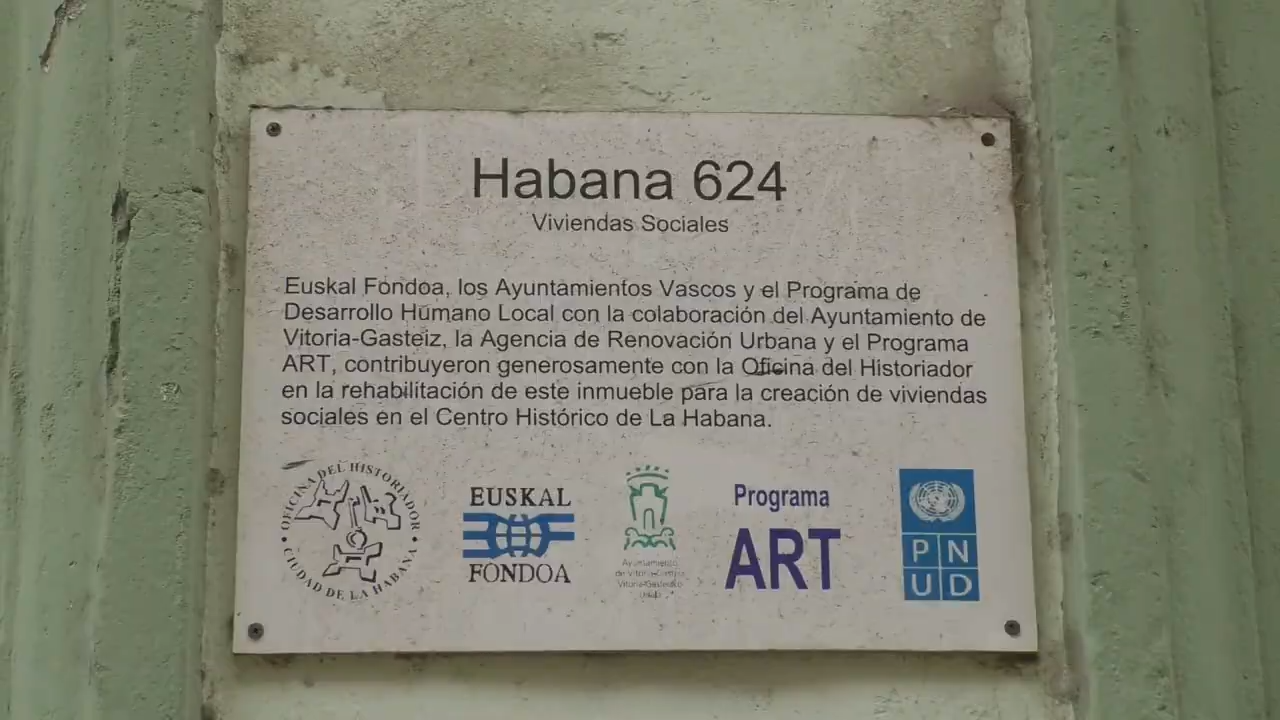 Habana 624
Viviendas Sociales
Euskal Fondoa, los Ayuntamientos Vascos y el Programa de
Desarrollo Humano Local con la colaboración del Ayuntamiento de
Vitoria-Gasteiz, la Agencia de Renovación Urbana y el Programa
ART, contribuyeron generosamente con la Oficina del Historiador
en la rehabilitación de este inmueble para la creación de viviendas
sociales en el Centro Histórico de La Habana.
OFICINA DEL HISTORIADOR
CIUDAD DE LA HABANA
EUSKAL
FONDOA
Ayuntamiento
de Vitoria-Gasteiz
Vitoria-Gasteizko
Programa
ART
PN
UD